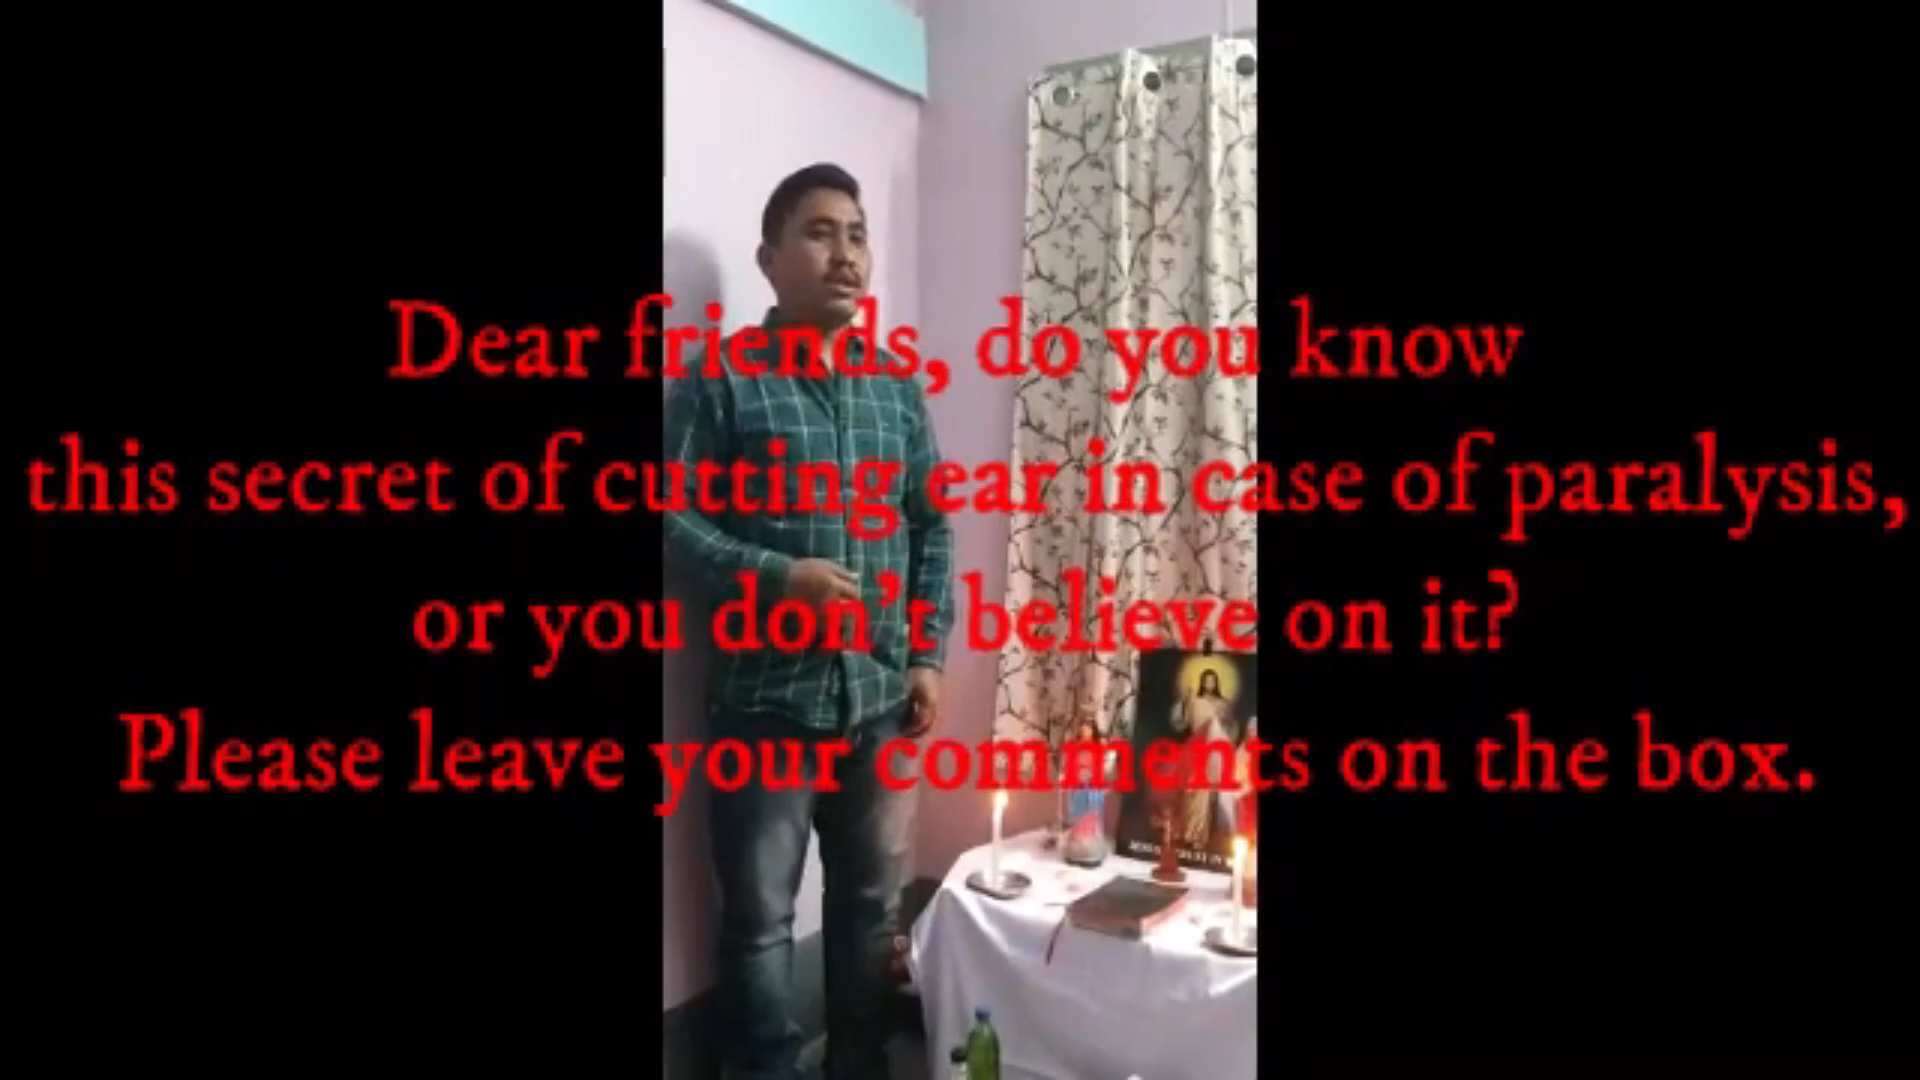 Dear friends, do you know
this secret of cutting ear in case of paralysis,
or you don't believe on it?
Please leave your comments on the box.